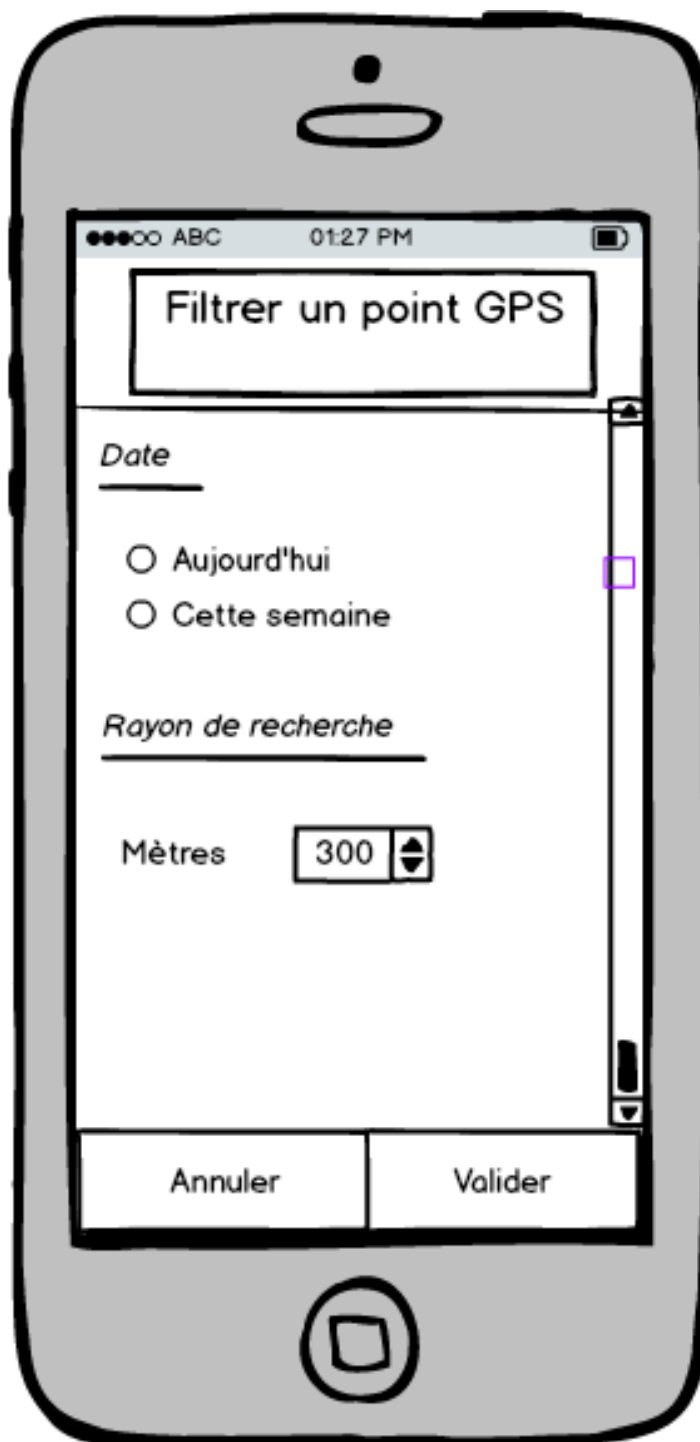 ABC 01:27 PM
Filtrer un point GPS
Date
Aujourd'hui
Cette semaine
Rayon de recherche
Mètres 300
Annuler Valider